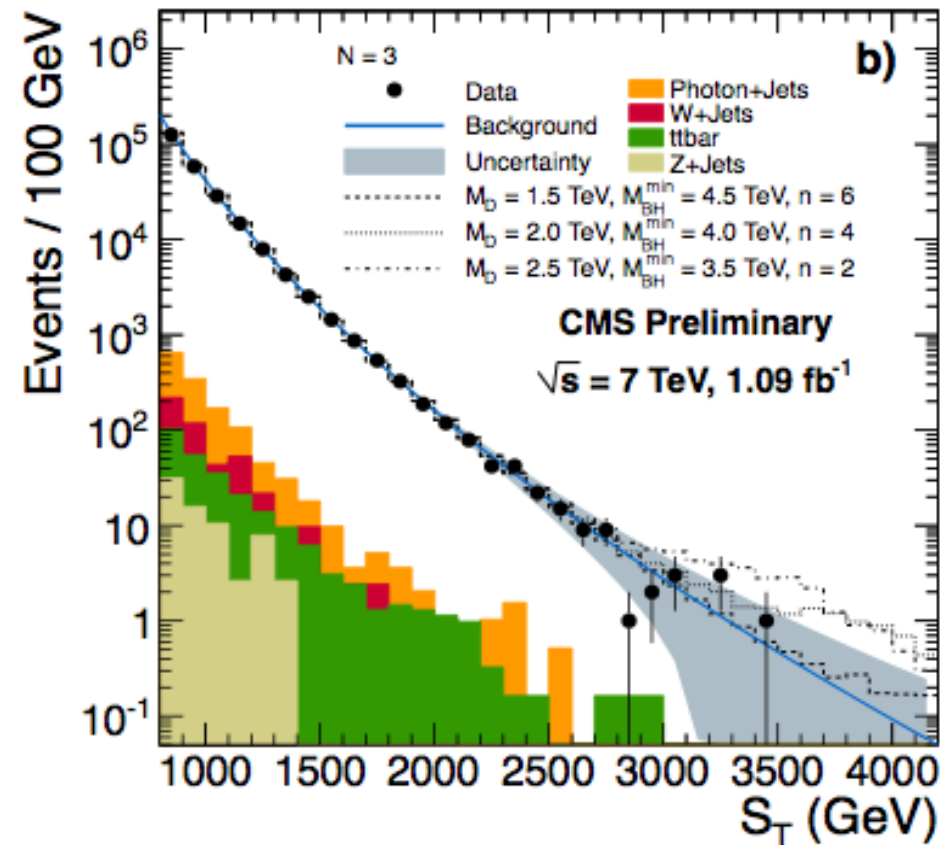 Events / 100 GeV
10^6
10^5
10^4
10^3
10^2
10
1
10^-1
N = 3
b)
Data
Background
Uncertainty
Photon+Jets
W+Jets
ttbar
Z+Jets
M_D = 1.5 TeV, M_BH^min = 4.5 TeV, n = 6
M_D = 2.0 TeV, M_BH^min = 4.0 TeV, n = 4
M_D = 2.5 TeV, M_BH^min = 3.5 TeV, n = 2
CMS Preliminary
√s = 7 TeV, 1.09 fb^-1
1000 1500 2000 2500 3000 3500 4000
S_T (GeV)